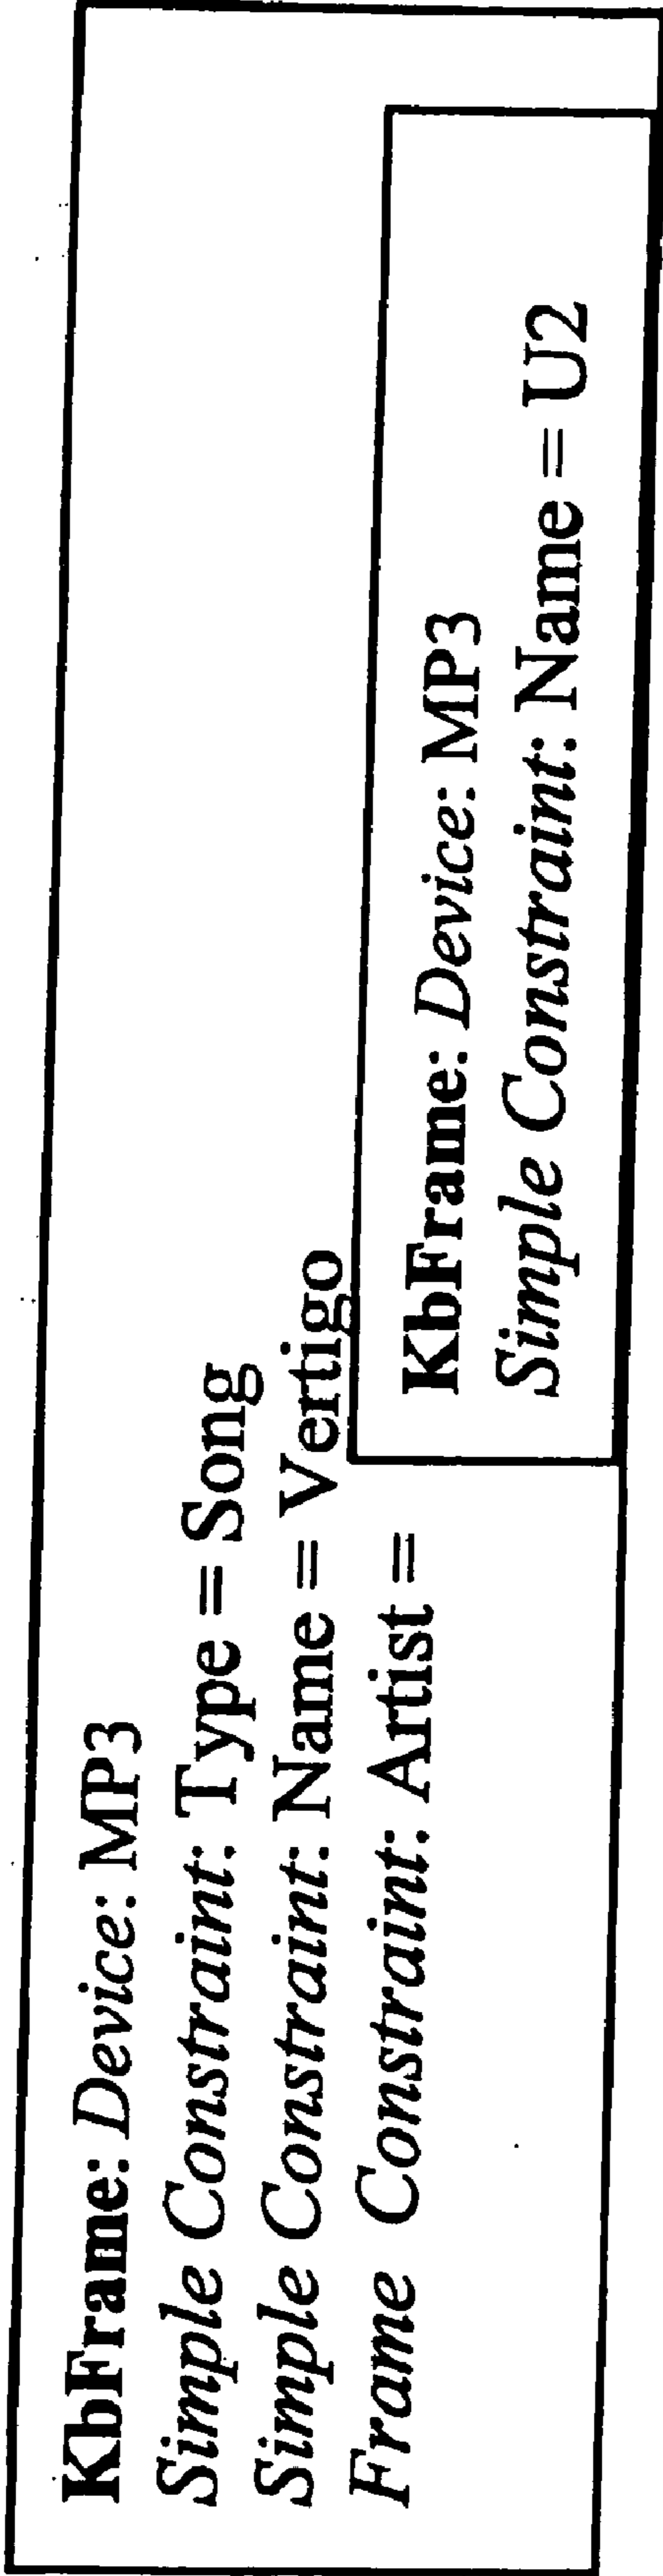 KbFrame: Device: MP3
Simple Constraint: Type = Song
Simple Constraint: Name = Vertigo
Frame Constraint: Artist =
KbFrame: Device: MP3
Simple Constraint: Name = U2